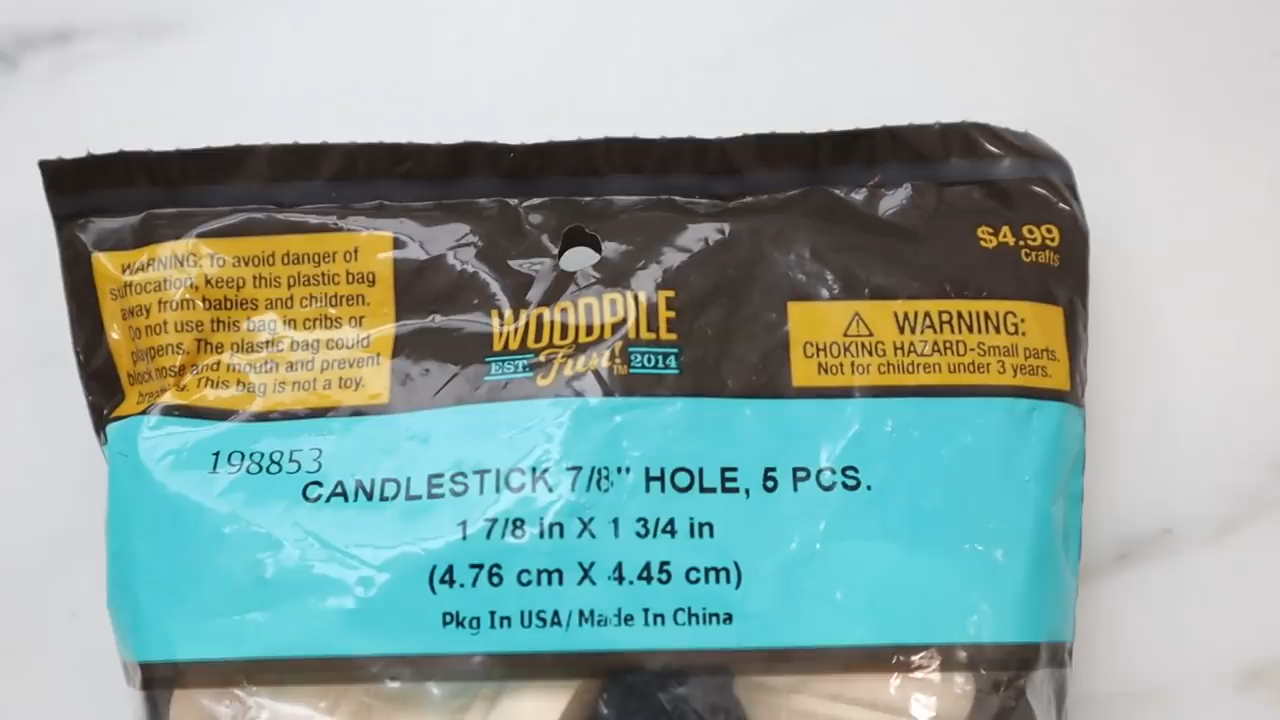 WARNING: To avoid danger of
suffocation, keep this plastic bag
away from babies and children.
Do not use this bag in cribs or
playpens. The plastic bag could
block nose and mouth and prevent
breathing. This bag is not a toy.
WOODPILE
EST. Fun!™ 2014
$4.99
Crafts
⚠ WARNING:
CHOKING HAZARD-Small parts.
Not for children under 3 years.
198853
CANDLESTICK 7/8" HOLE, 5 PCS.
1 7/8 in X 1 3/4 in
(4.76 cm X 4.45 cm)
Pkg In USA/Made In China